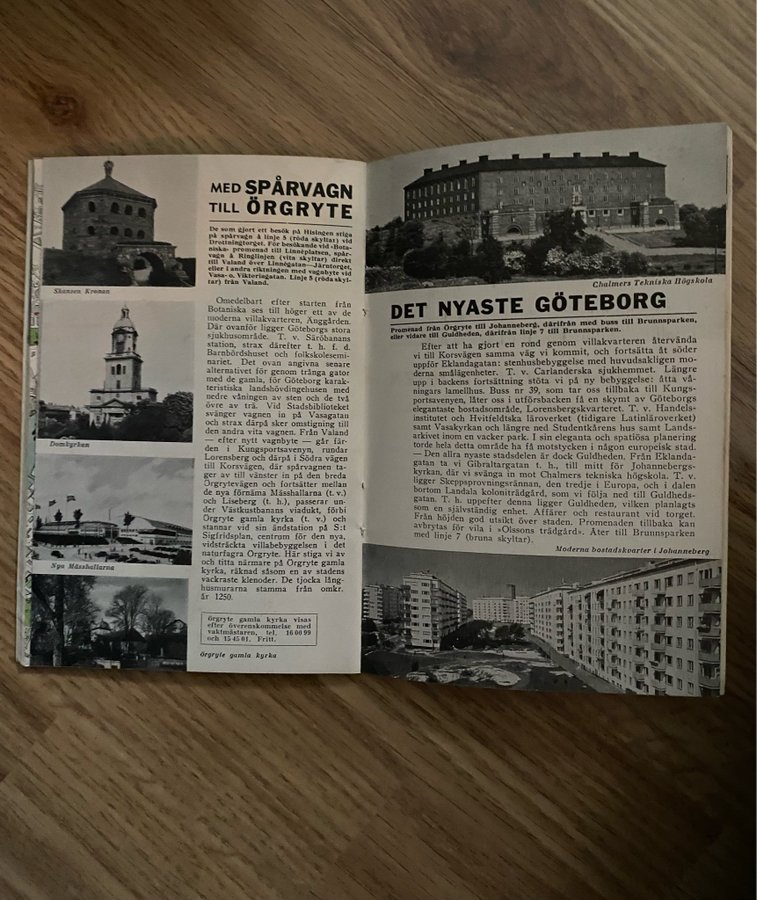 Skansen Kronan
Domkyrkan
Nya Mässhallarna
MED SPÅRVAGN
TILL ÖRGRYTE
De som gjort ett besök på Hisingen stiga
på spårvagn å linje 5 (röda skyltar) vid
Drottningtorget. För besökande vid »Bota-
niska» promenad till Linnéplatsen, spår-
vagn å Ringlinjen (vita skyltar) direkt
till Valand över Linnégatan—Järntorget,
eller i andra riktningen med vagnbyte vid
Vasa- o. Viktoriagatan. Linje 5 (röda skyl-
tar) från Valand.
Omedelbart efter starten från
Botaniska ses till höger ett av de
moderna villakvarteren, Änggården.
Där ovanför ligger Göteborgs stora
sjukhusområde. T. v. Säröbanans
station, strax därefter t. h. f. d.
Barnbördshuset och folkskolesemi-
nariet. Det ovan angivna senare
alternativet för genom trånga gator
med de gamla, för Göteborg karak-
teristiska landshövdingehusen med
nedre våningen av sten och de två
övre av trä. Vid Stadsbiblioteket
svänger vagnen in på Vasagatan
och strax därpå sker omstigning till
den andra vita vagnen. Från Valand
— efter nytt vagnbyte — går fär-
den i Kungsportsavenyn, rundar
Lorensberg och därpå i Södra vägen
till Korsvägen, där spårvagnen ta-
ger av till vänster in på den breda
Örgrytevägen och fortsätter mellan
de nya förnäma Mässhallarna (t. v.)
och Liseberg (t. h.), passerar un-
der Västkustbanans viadukt, förbi
Örgryte gamla kyrka (t. v.) och
stannar vid sin ändstation på S:t
Sigfridsplan, centrum för den nya,
vidsträckta villabebyggelsen i det
naturfagra Örgryte. Här stiga vi av
och titta närmare på Örgryte gamla
kyrka, räknad såsom en av stadens
vackraste klenoder. De tjocka lång-
husmurarna stamma från omkr.
år 1250.
Örgryte gamla kyrka visas
efter överenskommelse med
vaktmästaren, tel. 16 00 99
och 15 45 01. Fritt.
Örgryte gamla kyrka
Chalmers Tekniska Högskola
DET NYASTE GÖTEBORG
Promenad från Örgryte till Johanneberg, därifrån med buss till Brunnsparken,
eller vidare till Guldheden, därifrån linje 7 till Brunnsparken.
Efter att ha gjort en rond genom villakvarteren återvända
vi till Korsvägen samma väg vi kommit, och fortsätta åt söder
uppför Eklandagatan: stenhusbebyggelse med huvudsakligen mo-
derna smålägenheter. T. v. Carlanderska sjukhemmet. Längre
upp i backens fortsättning stöta vi på ny bebyggelse: åtta vå-
ningars lamellhus. Buss nr 39, som tar oss tillbaka till Kungs-
portsavenyen, låter oss i utförsbacken få en skymt av Göteborgs
elegantaste bostadsområde, Lorensbergskvarteret. T. v. Handels-
institutet och Hvitfeldtska läroverket (tidigare Latinläroverket)
samt Vasakyrkan och längre ned Studentkårens hus samt Lands-
arkivet inom en vacker park. I sin eleganta och spatiösa planering
torde hela detta område ha få motstycken i någon europeisk stad.
— Den allra nyaste stadsdelen är dock Guldheden. Från Eklanda-
gatan ta vi Gibraltargatan t. h., till mitt för Johannebergs-
kyrkan, där vi svänga in mot Chalmers tekniska högskola. T. v.
ligger Skeppsprovningsrännan, den tredje i Europa, och i dalen
bortom Landala koloniträdgård, som vi följa ned till Guldheds-
gatan. T. h. uppefter denna ligger Guldheden, vilken planlagts
som en självständig enhet. Affärer och restaurant vid torget.
Från höjden god utsikt över staden. Promenaden tillbaka kan
avbrytas för vila i »Olssons trädgård». Åter till Brunnsparken
med linje 7 (bruna skyltar).
Moderna bostadskvarter i Johanneberg